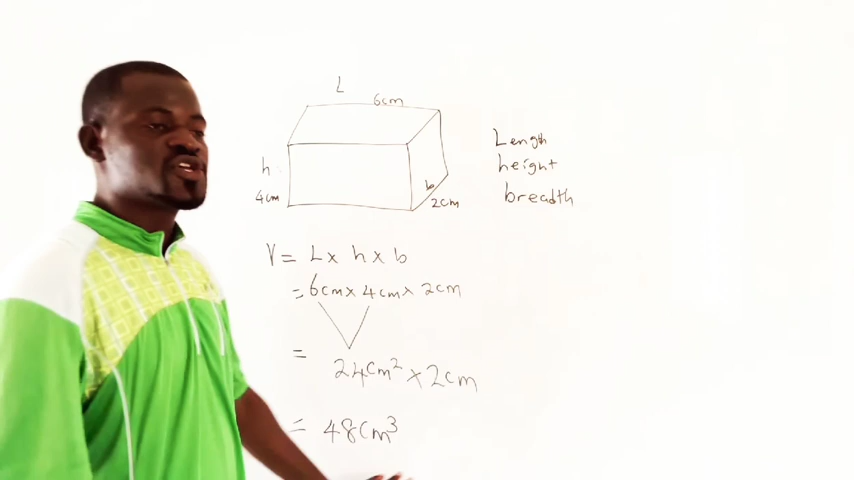 L
6cm
h
4cm
b
2cm
Length
height
breadth
V = L x h x b
= 6cm x 4cm x 2cm
= 24cm² x 2cm
= 48cm³